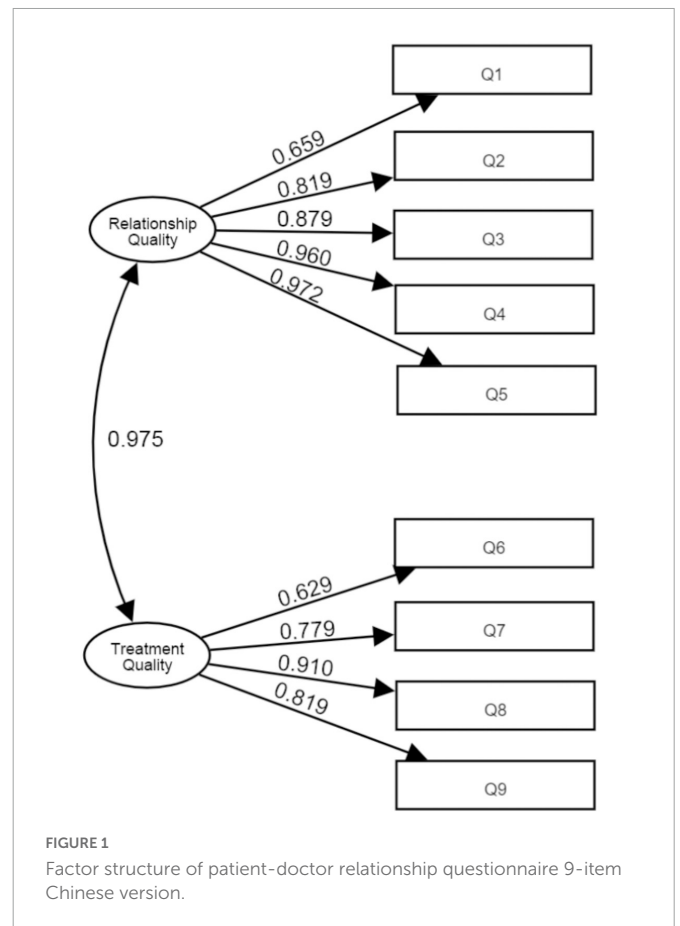 Q1
0.659
Q2
0.819
Relationship
Quality
0.879
Q3
0.960
0.972
Q4
Q5
0.975
Q6
0.629
Treatment
Quality
0.779
Q7
0.910
0.819
Q8
Q9
FIGURE 1
Factor structure of patient-doctor relationship questionnaire 9-item
Chinese version.